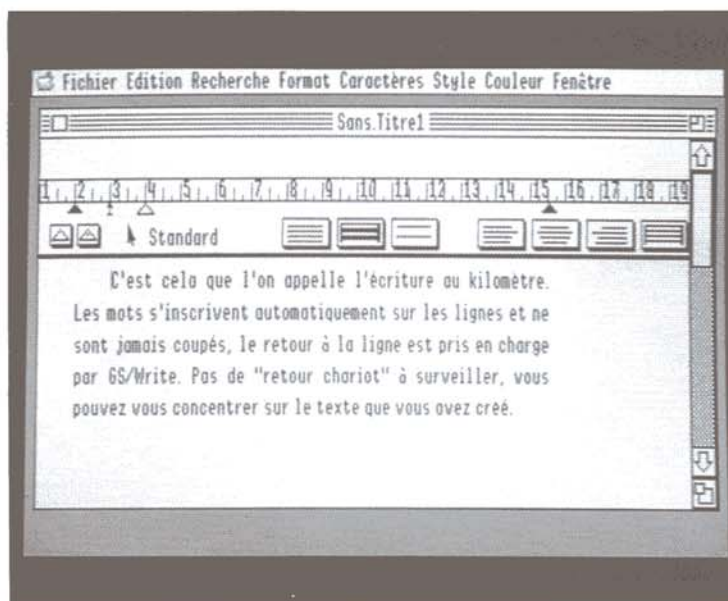 Fichier Edition Recherche Format Caractères Style Couleur Fenêtre
Sans.Titre1
1 2 3 4 5 6 7 8 9 10 11 12 13 14 15 16 17 18 19
Standard
C'est cela que l'on appelle l'écriture au kilomètre.
Les mots s'inscrivent automatiquement sur les lignes et ne
sont jamais coupés, le retour à la ligne est pris en charge
par GS/Write. Pas de "retour chariot" à surveiller, vous
pouvez vous concentrer sur le texte que vous avez créé.